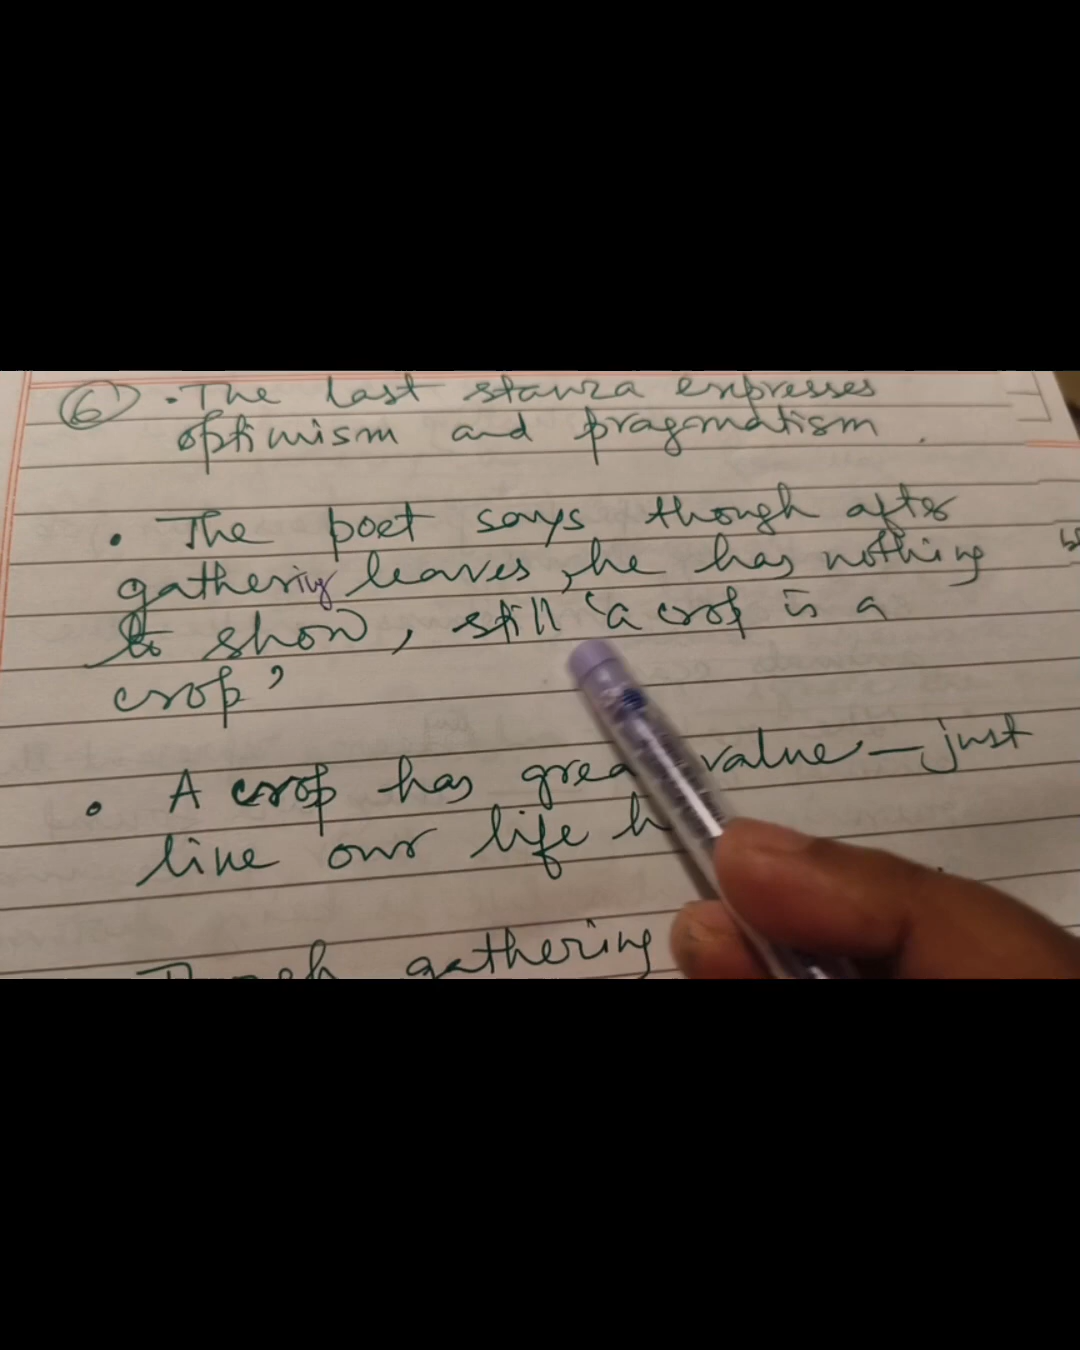 6 • The last stanza expresses
optimism and pragmatism.
• The poet says though after
gathering leaves, he has nothing
to show, still 'a crop is a
crop'
• A crop has great value — just
like our life
gathering